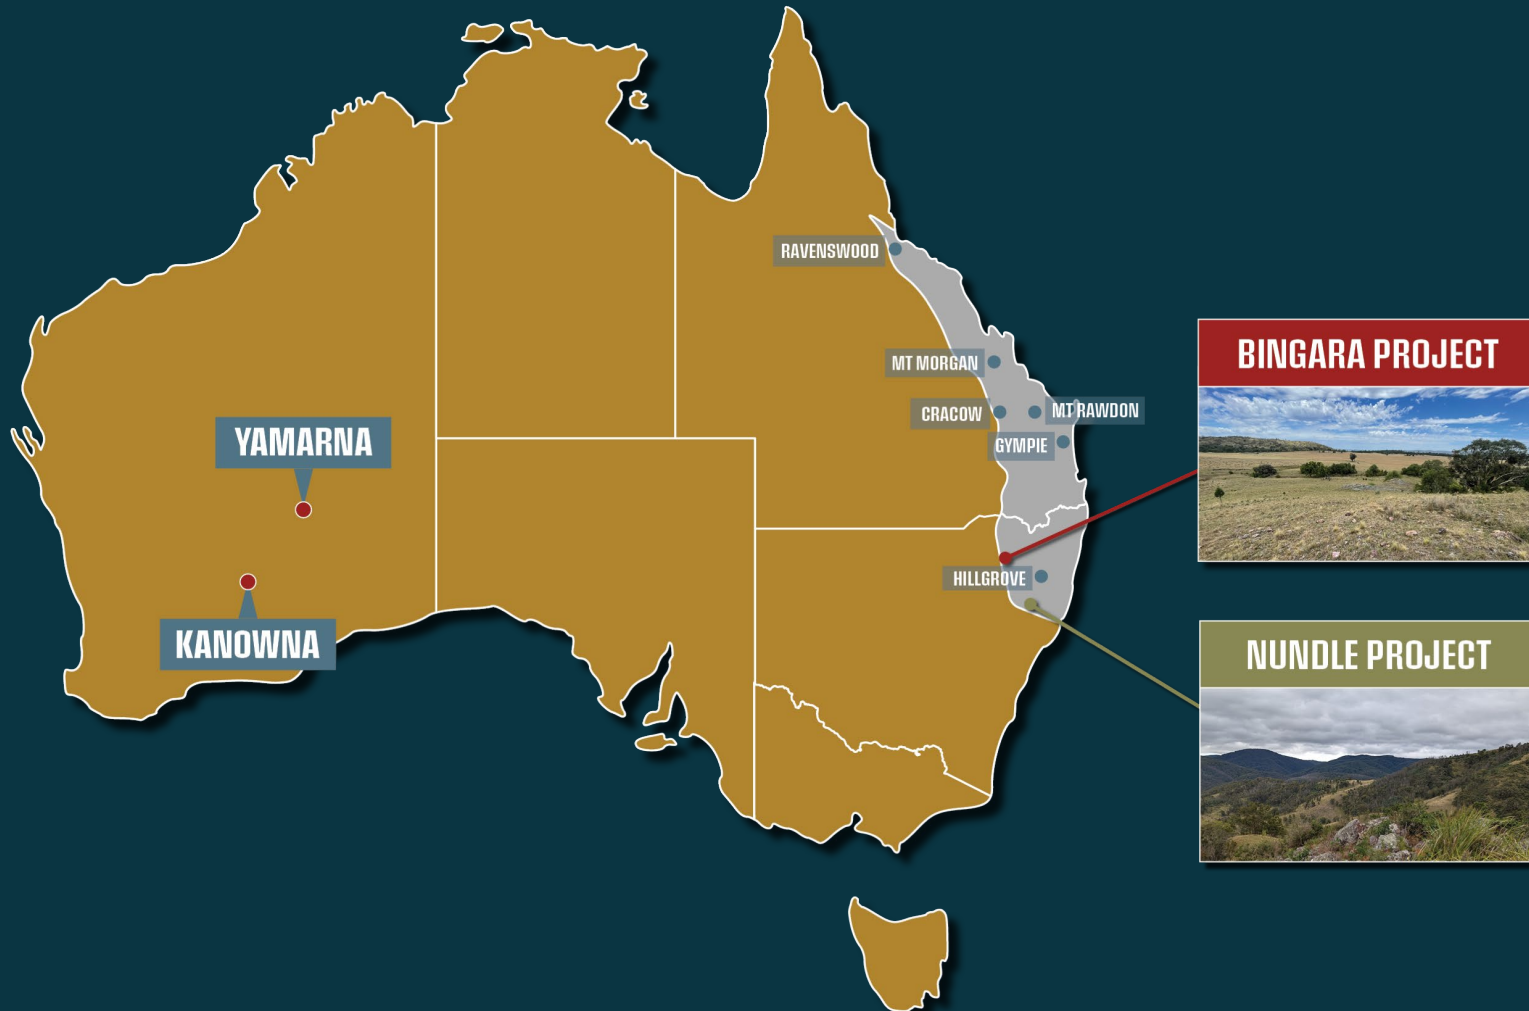 RAVENSWOOD
MT MORGAN
CRACOW
MT RAWDON
GYMPIE
BINGARA PROJECT
YAMARNA
HILLGROVE
KANOWNA
NUNDLE PROJECT